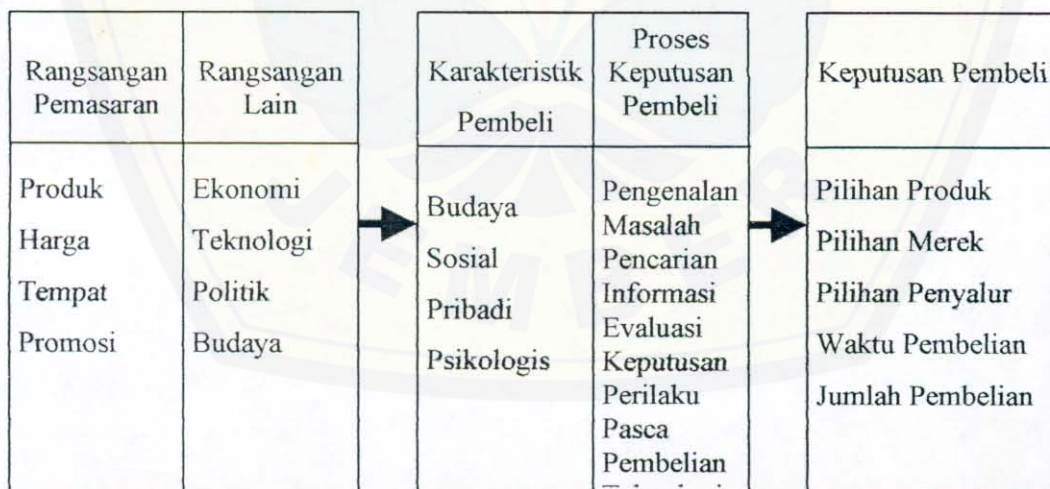 Rangsangan
Pemasaran
Rangsangan
Lain
Karakteristik
Pembeli
Proses
Keputusan
Pembeli
Keputusan Pembeli
Produk
Harga
Tempat
Promosi
Ekonomi
Teknologi
Politik
Budaya
Budaya
Sosial
Pribadi
Psikologis
Pengenalan
Masalah
Pencarian
Informasi
Evaluasi
Keputusan
Perilaku
Pasca
Pembelian
Pilihan Produk
Pilihan Merek
Pilihan Penyalur
Waktu Pembelian
Jumlah Pembelian
JEMBER